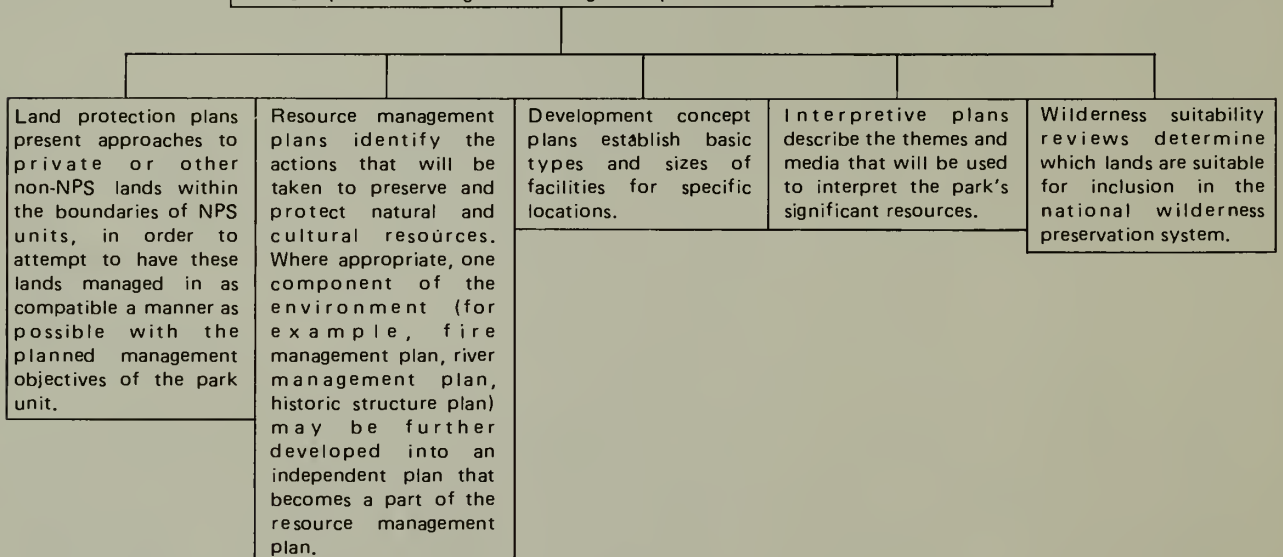 Land protection plans
present approaches to
private or other
non-NPS lands within
the boundaries of NPS
units, in order to
attempt to have these
lands managed in as
compatible a manner as
possible with the
planned management
objectives of the park
unit.
Resource management
plans identify the
actions that will be
taken to preserve and
protect natural and
cultural resources.
Where appropriate, one
component of the
environment (for
example, fire
management plan, river
management plan,
historic structure plan)
may be further
developed into an
independent plan that
becomes a part of the
resource management
plan.
Development concept
plans establish basic
types and sizes of
facilities for specific
locations.
Interpretive plans
describe the themes and
media that will be used
to interpret the park's
significant resources.
Wilderness suitability
reviews determine
which lands are suitable
for inclusion in the
national wilderness
preservation system.